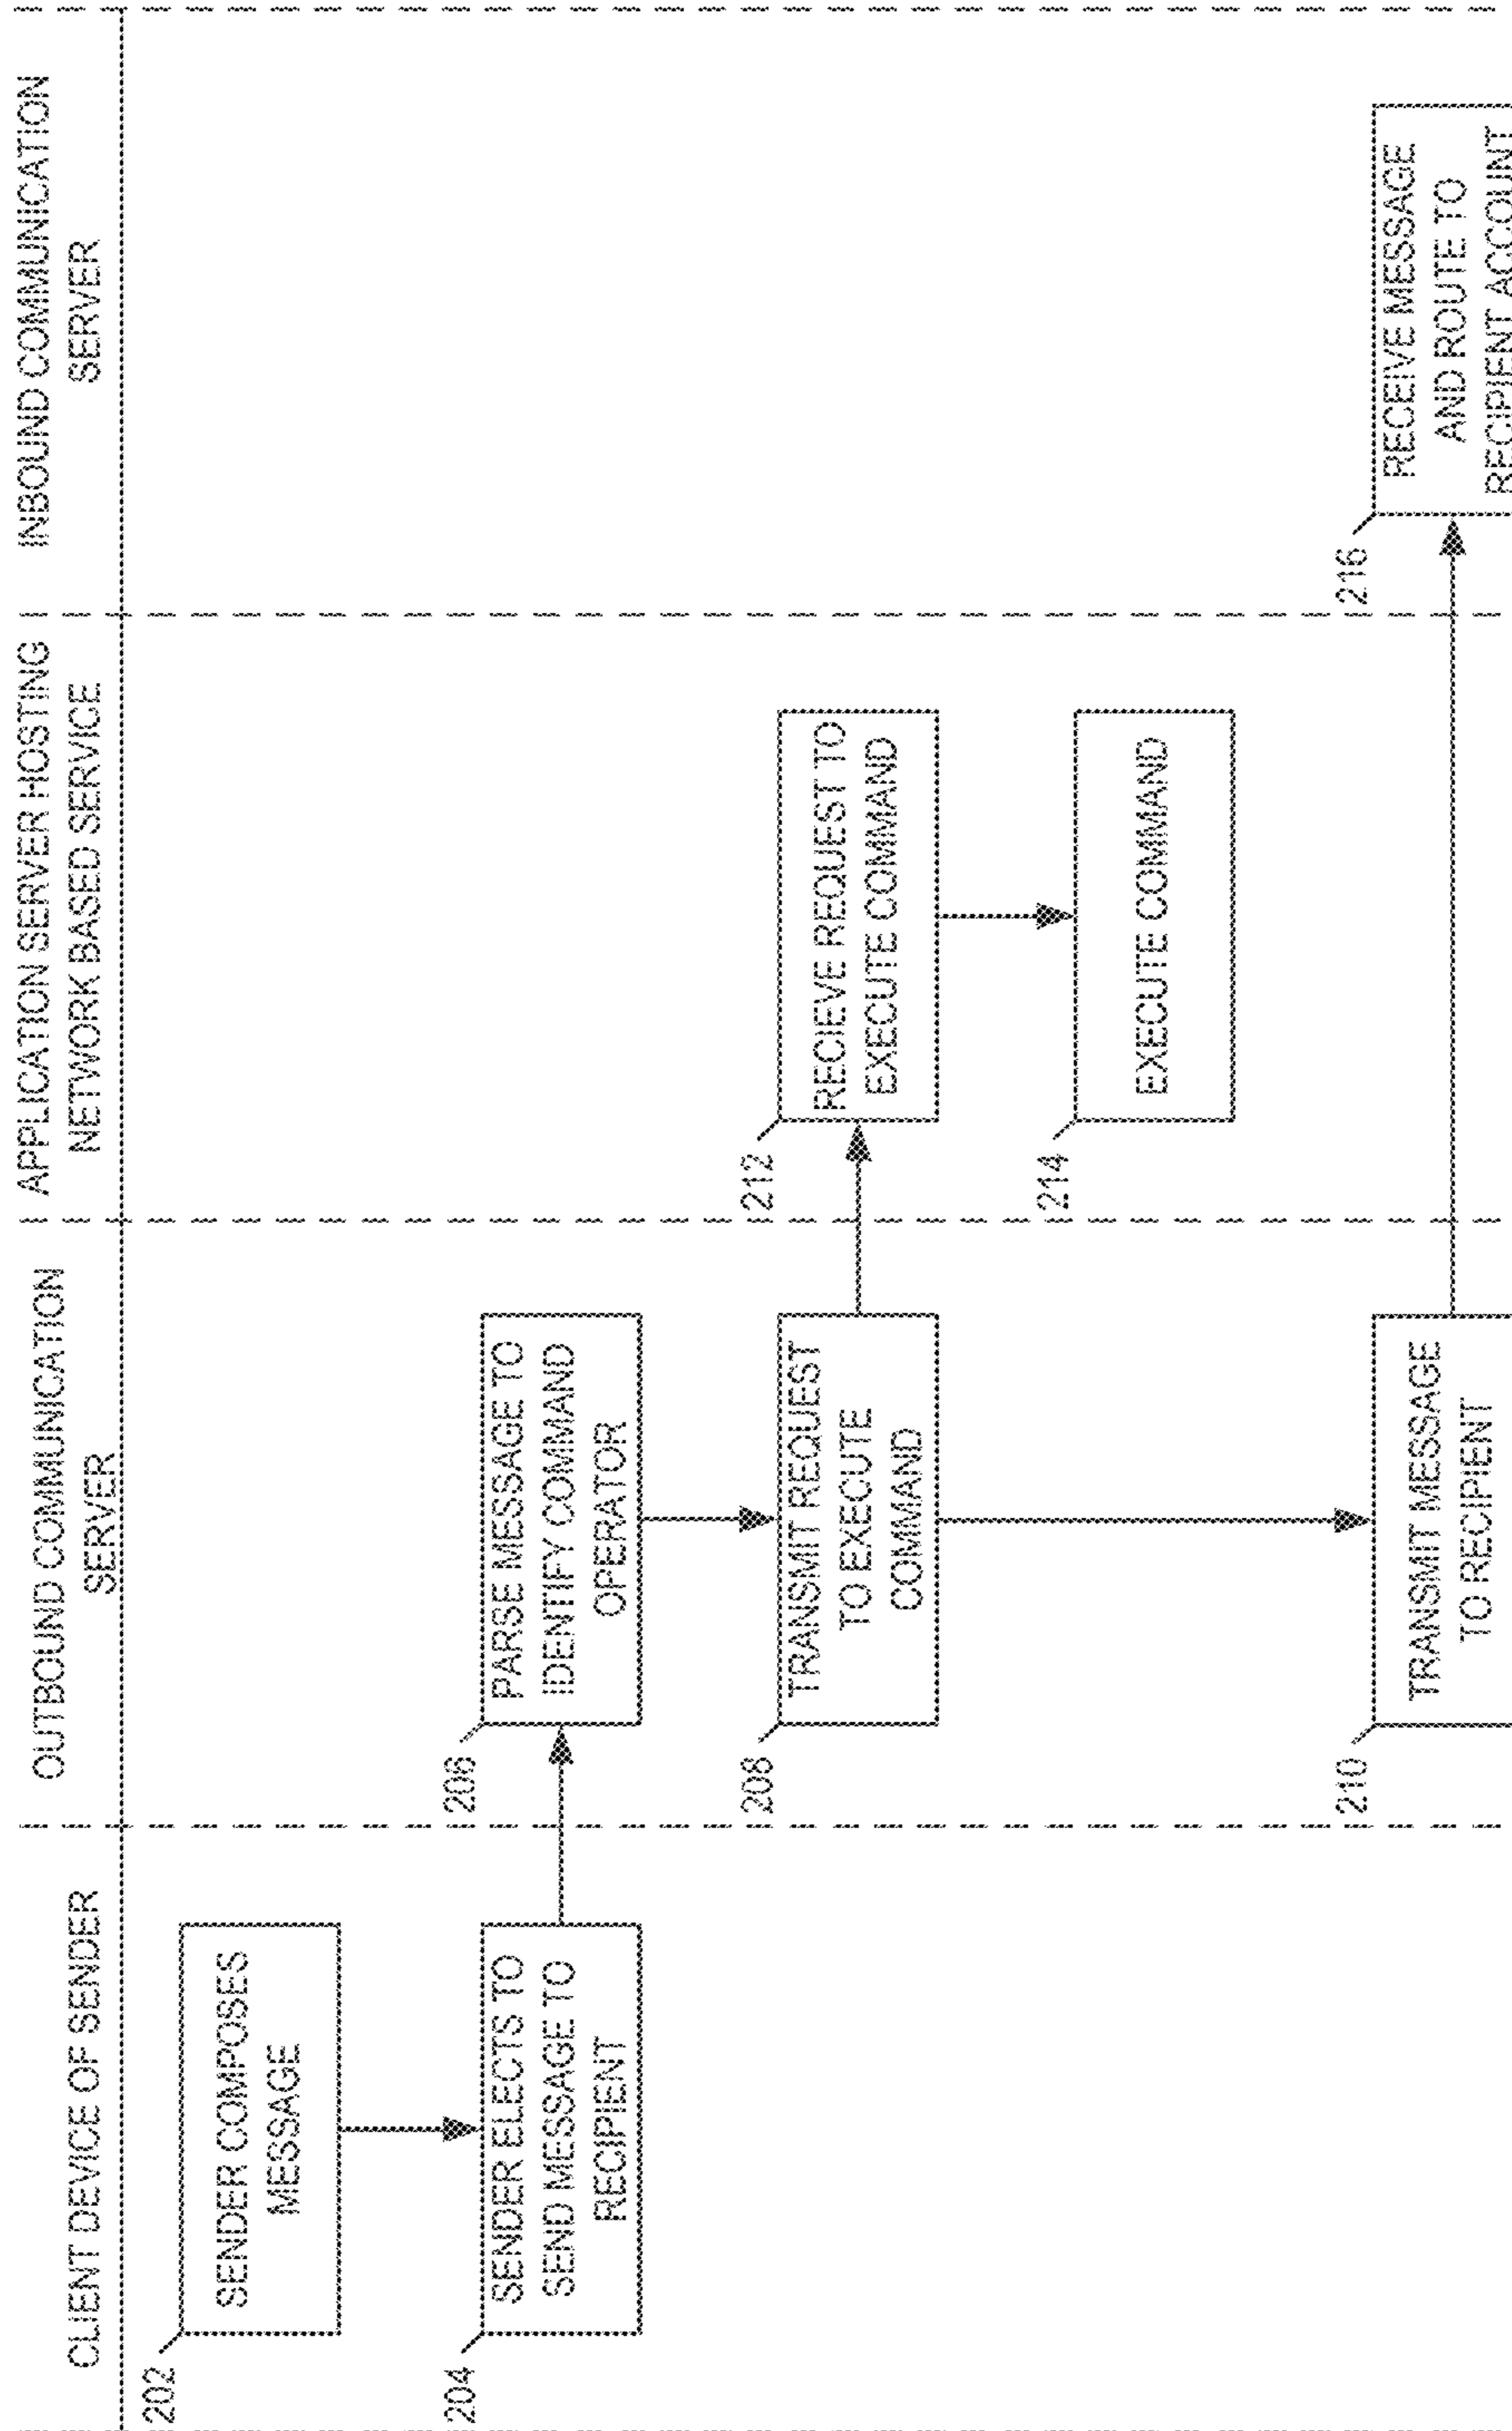 CLIENT DEVICE OF SENDER
OUTBOUND COMMUNICATION
SERVER
APPLICATION SERVER HOSTING
NETWORK BASED SERVICE
INBOUND COMMUNICATION
SERVER
202
SENDER COMPOSES
MESSAGE
204
SENDER ELECTS TO
SEND MESSAGE TO
RECIPIENT
206
PARSE MESSAGE TO
IDENTIFY COMMAND
OPERATOR
208
TRANSMIT REQUEST
TO EXECUTE
COMMAND
212
RECIEVE REQUEST TO
EXECUTE COMMAND
214
EXECUTE COMMAND
210
TRANSMIT MESSAGE
TO RECIPIENT
216
RECEIVE MESSAGE
AND ROUTE TO
RECIPIENT ACCOUNT